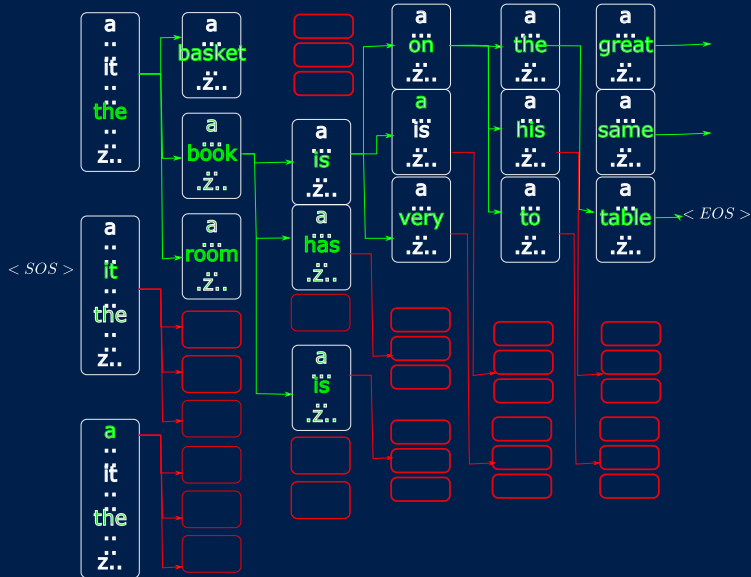 < SOS >
a
..
it
..
..
the
..
..
z..
a
..
it
..
..
the
..
..
z..
a
..
it
..
..
the
..
..
z..
a
...
basket
....
.z..
a
....
book
....
.z..
a
....
room
....
.z..
a
...
is
....
.z..
a
....
has
....
.z..
a
....
is
....
.z..
a
...
on
....
.z..
a
...
is
....
.z..
a
...
very
....
.z..
a
...
the
....
.z..
a
...
his
....
.z..
a
...
to
....
.z..
a
...
great
....
.z..
a
...
same
....
.z..
a
...
table
....
.z..
< EOS >